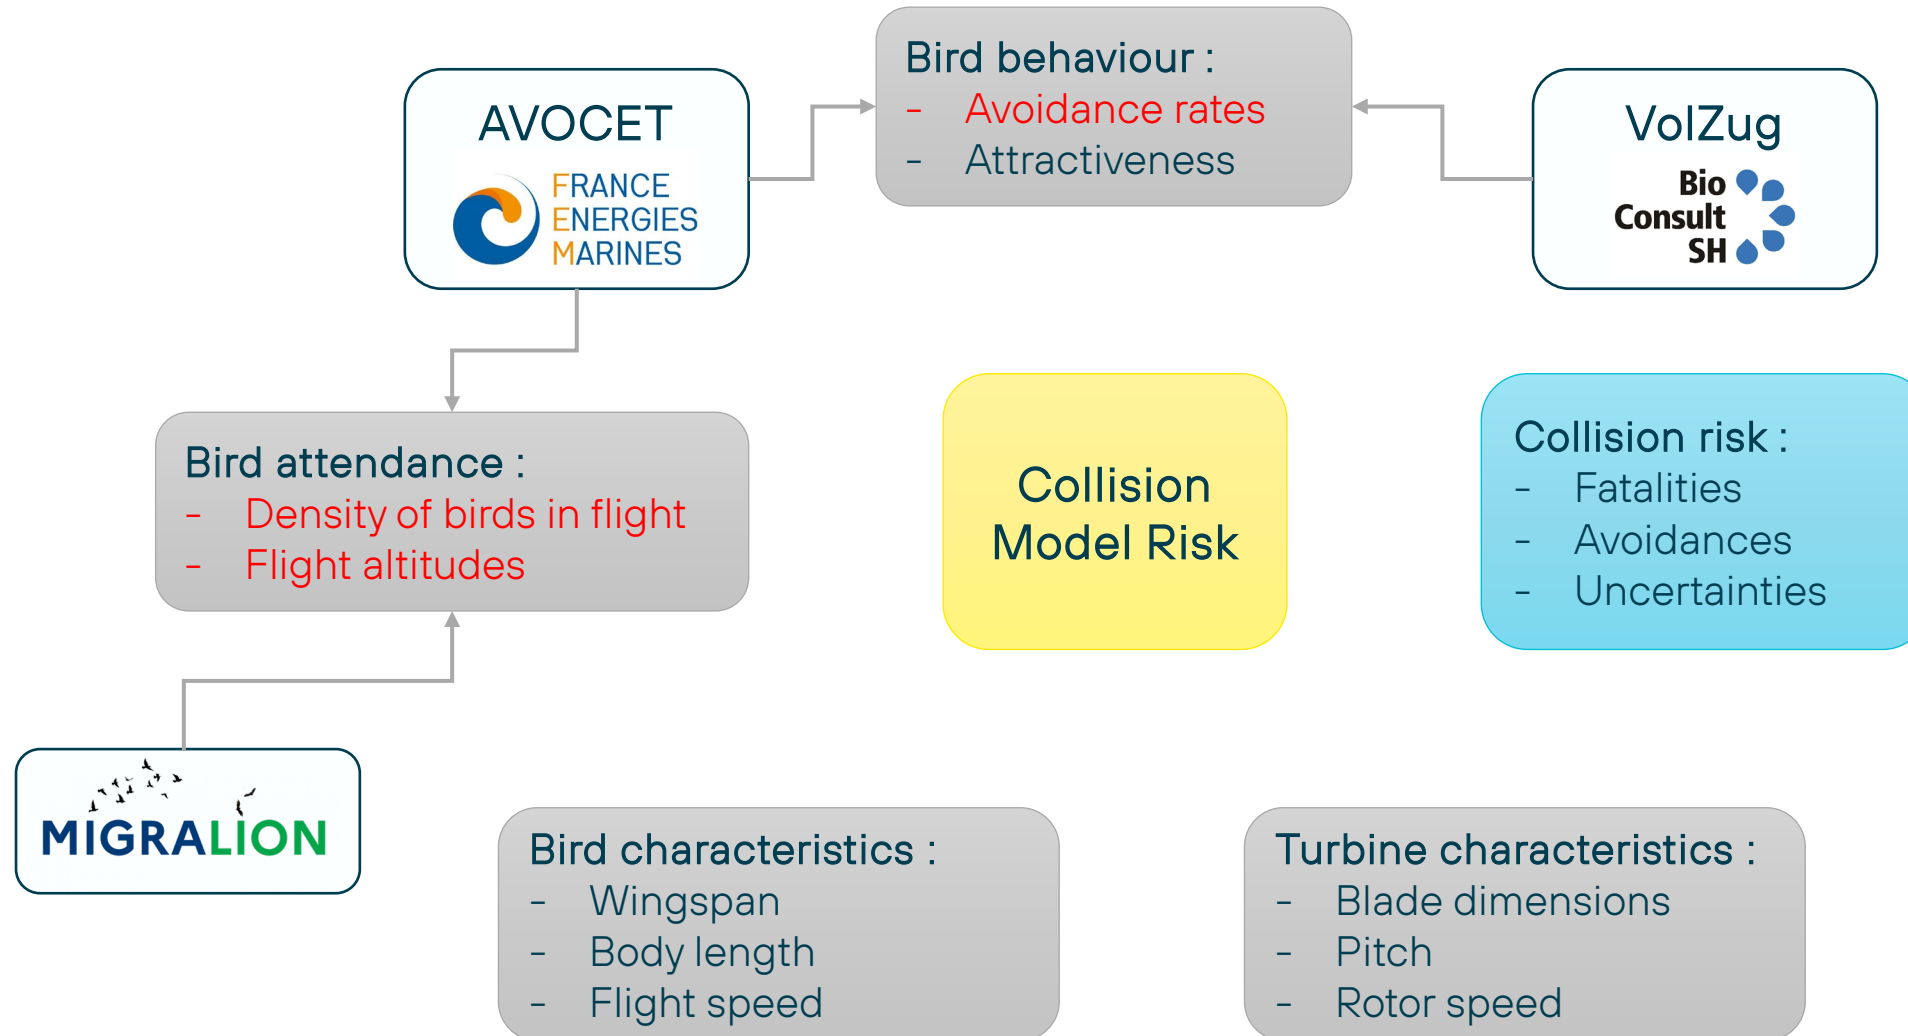 Bird behaviour :
- Avoidance rates
- Attractiveness
AVOCET
FRANCE
ENERGIES
MARINES
VolZug
Bio
Consult
SH
Bird attendance :
- Density of birds in flight
- Flight altitudes
Collision
Model Risk
Collision risk :
- Fatalities
- Avoidances
- Uncertainties
MIGRALION
Bird characteristics :
- Wingspan
- Body length
- Flight speed
Turbine characteristics :
- Blade dimensions
- Pitch
- Rotor speed